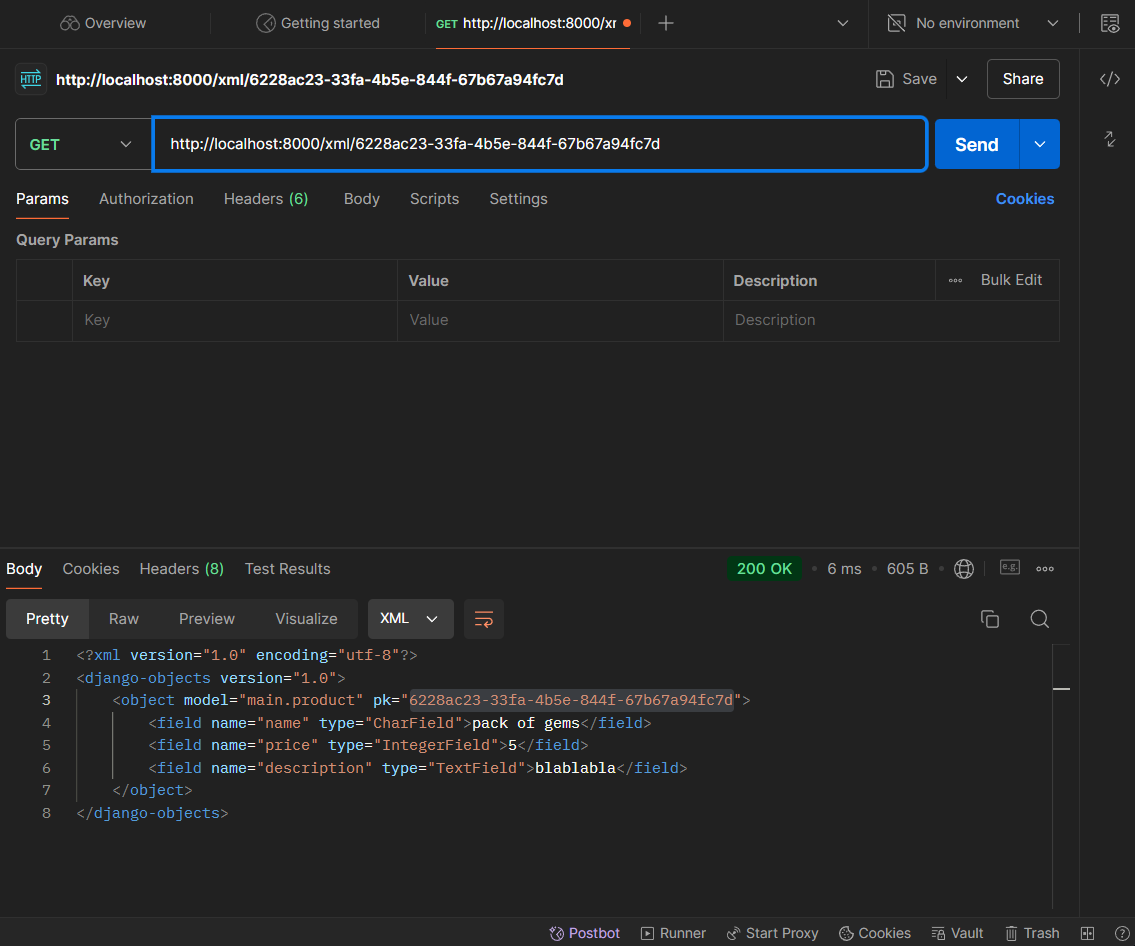 Overview
Getting started
GET http://localhost:8000/xr
No environment
HTTP http://localhost:8000/xml/6228ac23-33fa-4b5e-844f-67b67a94fc7d
Save
Share
GET
http://localhost:8000/xml/6228ac23-33fa-4b5e-844f-67b67a94fc7d
Send
Params Authorization Headers (6) Body Scripts Settings Cookies
Query Params
Key Value Description Bulk Edit
Key Value Description
Body Cookies Headers (8) Test Results 200 OK • 6 ms • 605 B • e.g.
Pretty Raw Preview Visualize XML
1 <?xml version="1.0" encoding="utf-8"?>
2 <django-objects version="1.0">
3 <object model="main.product" pk="6228ac23-33fa-4b5e-844f-67b67a94fc7d">
4 <field name="name" type="CharField">pack of gems</field>
5 <field name="price" type="IntegerField">5</field>
6 <field name="description" type="TextField">blablabla</field>
7 </object>
8 </django-objects>
Postbot Runner Start Proxy Cookies Vault Trash